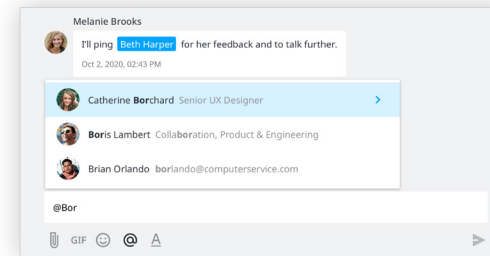 Melanie Brooks
I'll ping Beth Harper for her feedback and to talk further.
Oct 2, 2020, 02:43 PM
Catherine Borchard Senior UX Designer
Boris Lambert Collaboration, Product & Engineering
Brian Orlando borlando@computerservice.com
@Bor
GIF @ A